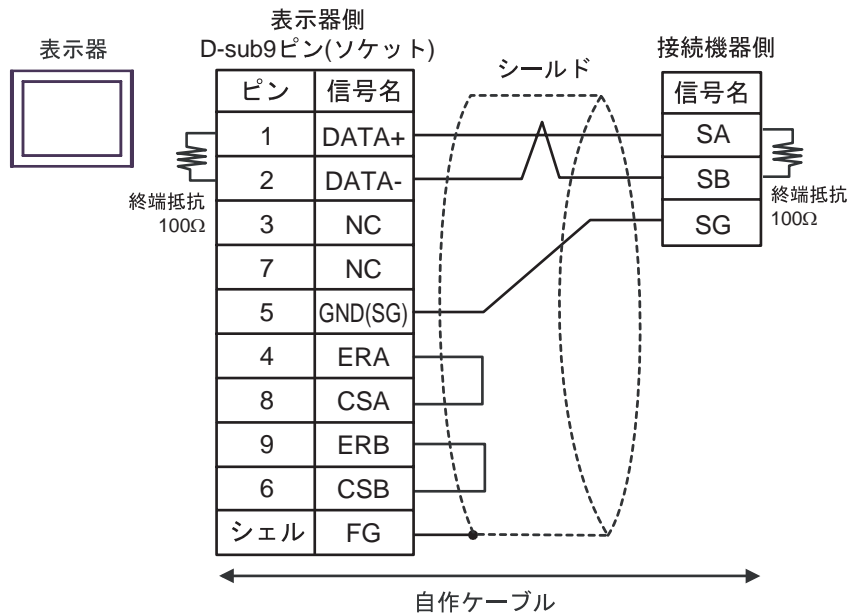 表示器
表示器側
D-sub9ピン(ソケット)
シールド
接続機器側
ピン 信号名
信号名
1 DATA+
SA
2 DATA-
SB
終端抵抗
100Ω
終端抵抗
100Ω
3 NC
SG
7 NC
5 GND(SG)
4 ERA
8 CSA
9 ERB
6 CSB
シェル FG
自作ケーブル